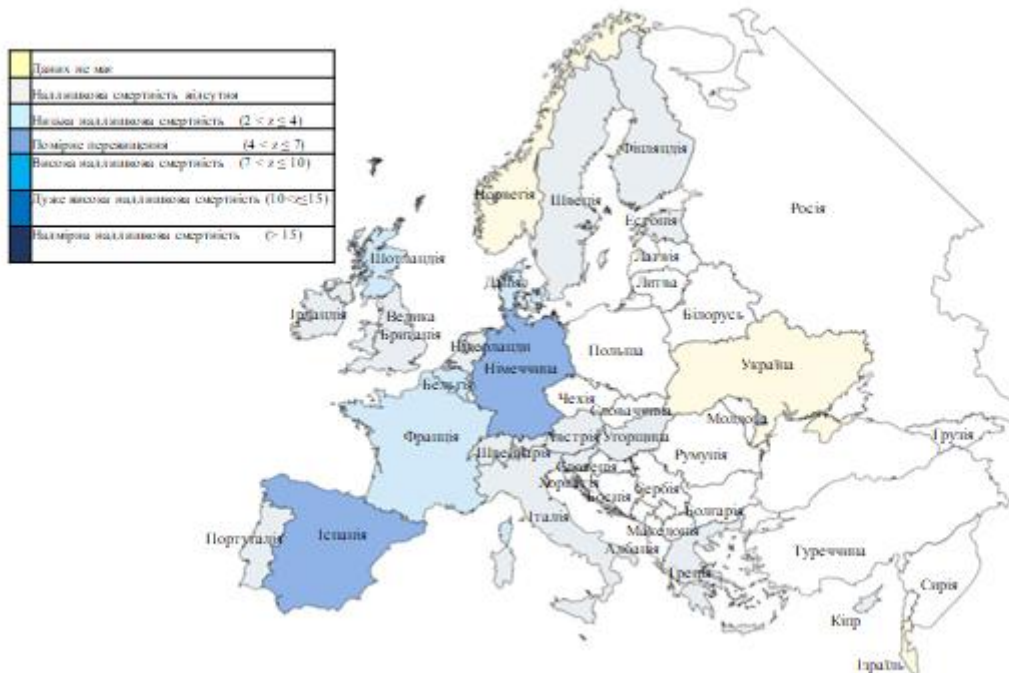 Даних не має
Надлишкова смертність відсутня
Низька надлишкова смертність (2 < z ≤ 4)
Помірне перевищення (4 < z ≤ 7)
Висока надлишкова смертність (7 < z ≤ 10)
Дуже висока надлишкова смертність (10<z≤15)
Надмірна надлишкова смертність (> 15)
Фінляндія
Норвегія
Швеція
Росія
Естонія
Шотландія
Латвія
Данія
Литва
Ірландія
Велика
Британія
Білорусь
Нідерланди
Польша
Німеччина
Україна
Бельгія
Чехія
Словаччина
Молдова
Франція
Австрія
Угорщина
Грузія
Швейцарія
Румунія
Словенія
Хорватія
Сербія
Боснія
Болгарія
Італія
Македонія
Португалія
Іспанія
Албанія
Туреччина
Греція
Сирія
Кіпр
Ізраїль